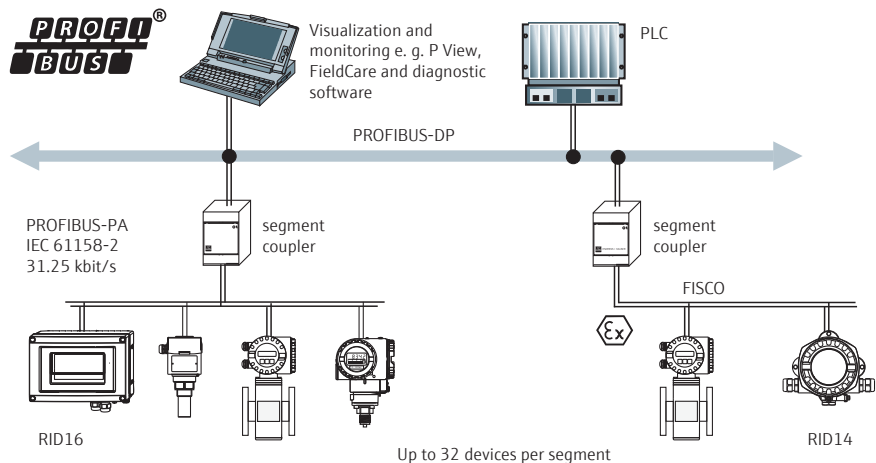 PROFI®
BUS
Visualization and
monitoring e. g. P View,
FieldCare and diagnostic
software
PLC
PROFIBUS-DP
PROFIBUS-PA
IEC 61158-2
31.25 kbit/s
segment
coupler
segment
coupler
FISCO
εx
RID16
RID14
Up to 32 devices per segment